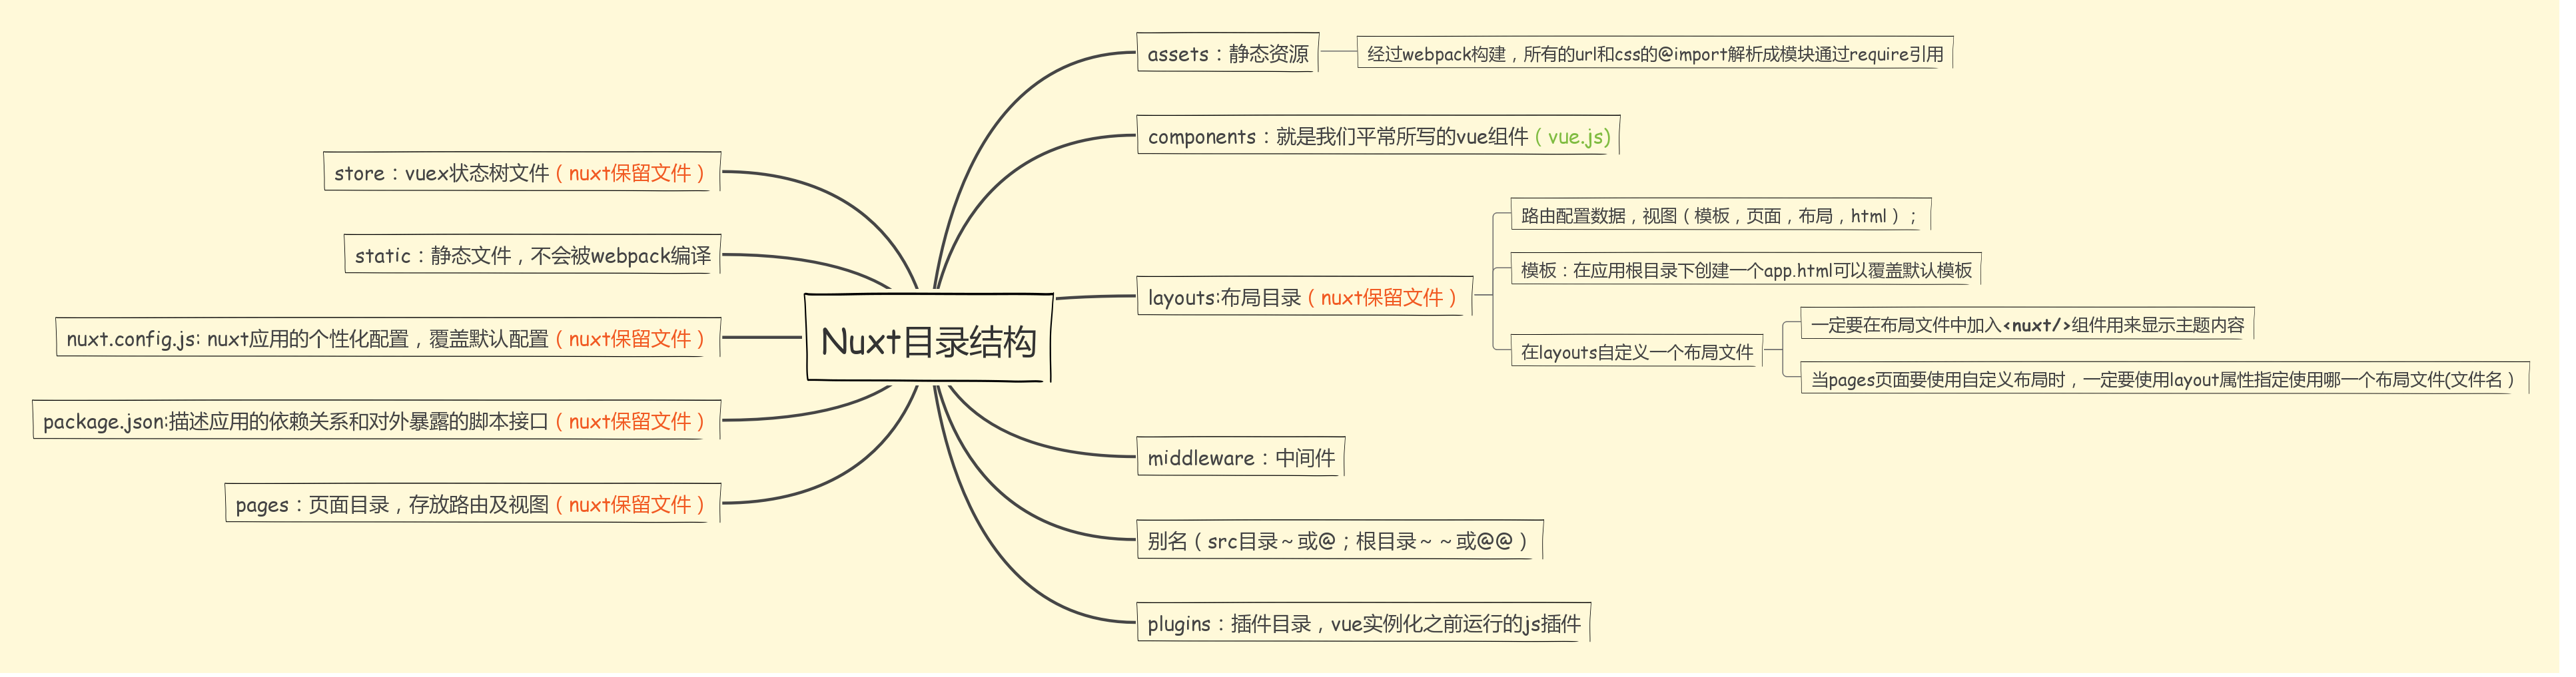 Nuxt目录结构
assets：静态资源
经过webpack构建，所有的url和css的@import解析成模块通过require引用
components：就是我们平常所写的vue组件（vue.js)
layouts:布局目录（nuxt保留文件）
路由配置数据，视图（模板，页面，布局，html）；
模板：在应用根目录下创建一个app.html可以覆盖默认模板
在layouts自定义一个布局文件
一定要在布局文件中加入<nuxt/>组件用来显示主题内容
当pages页面要使用自定义布局时，一定要使用layout属性指定使用哪一个布局文件(文件名）
middleware：中间件
别名（src目录～或@；根目录～～或@@）
plugins：插件目录，vue实例化之前运行的js插件
store：vuex状态树文件（nuxt保留文件）
static：静态文件，不会被webpack编译
nuxt.config.js: nuxt应用的个性化配置，覆盖默认配置（nuxt保留文件）
package.json:描述应用的依赖关系和对外暴露的脚本接口（nuxt保留文件）
pages：页面目录，存放路由及视图（nuxt保留文件）